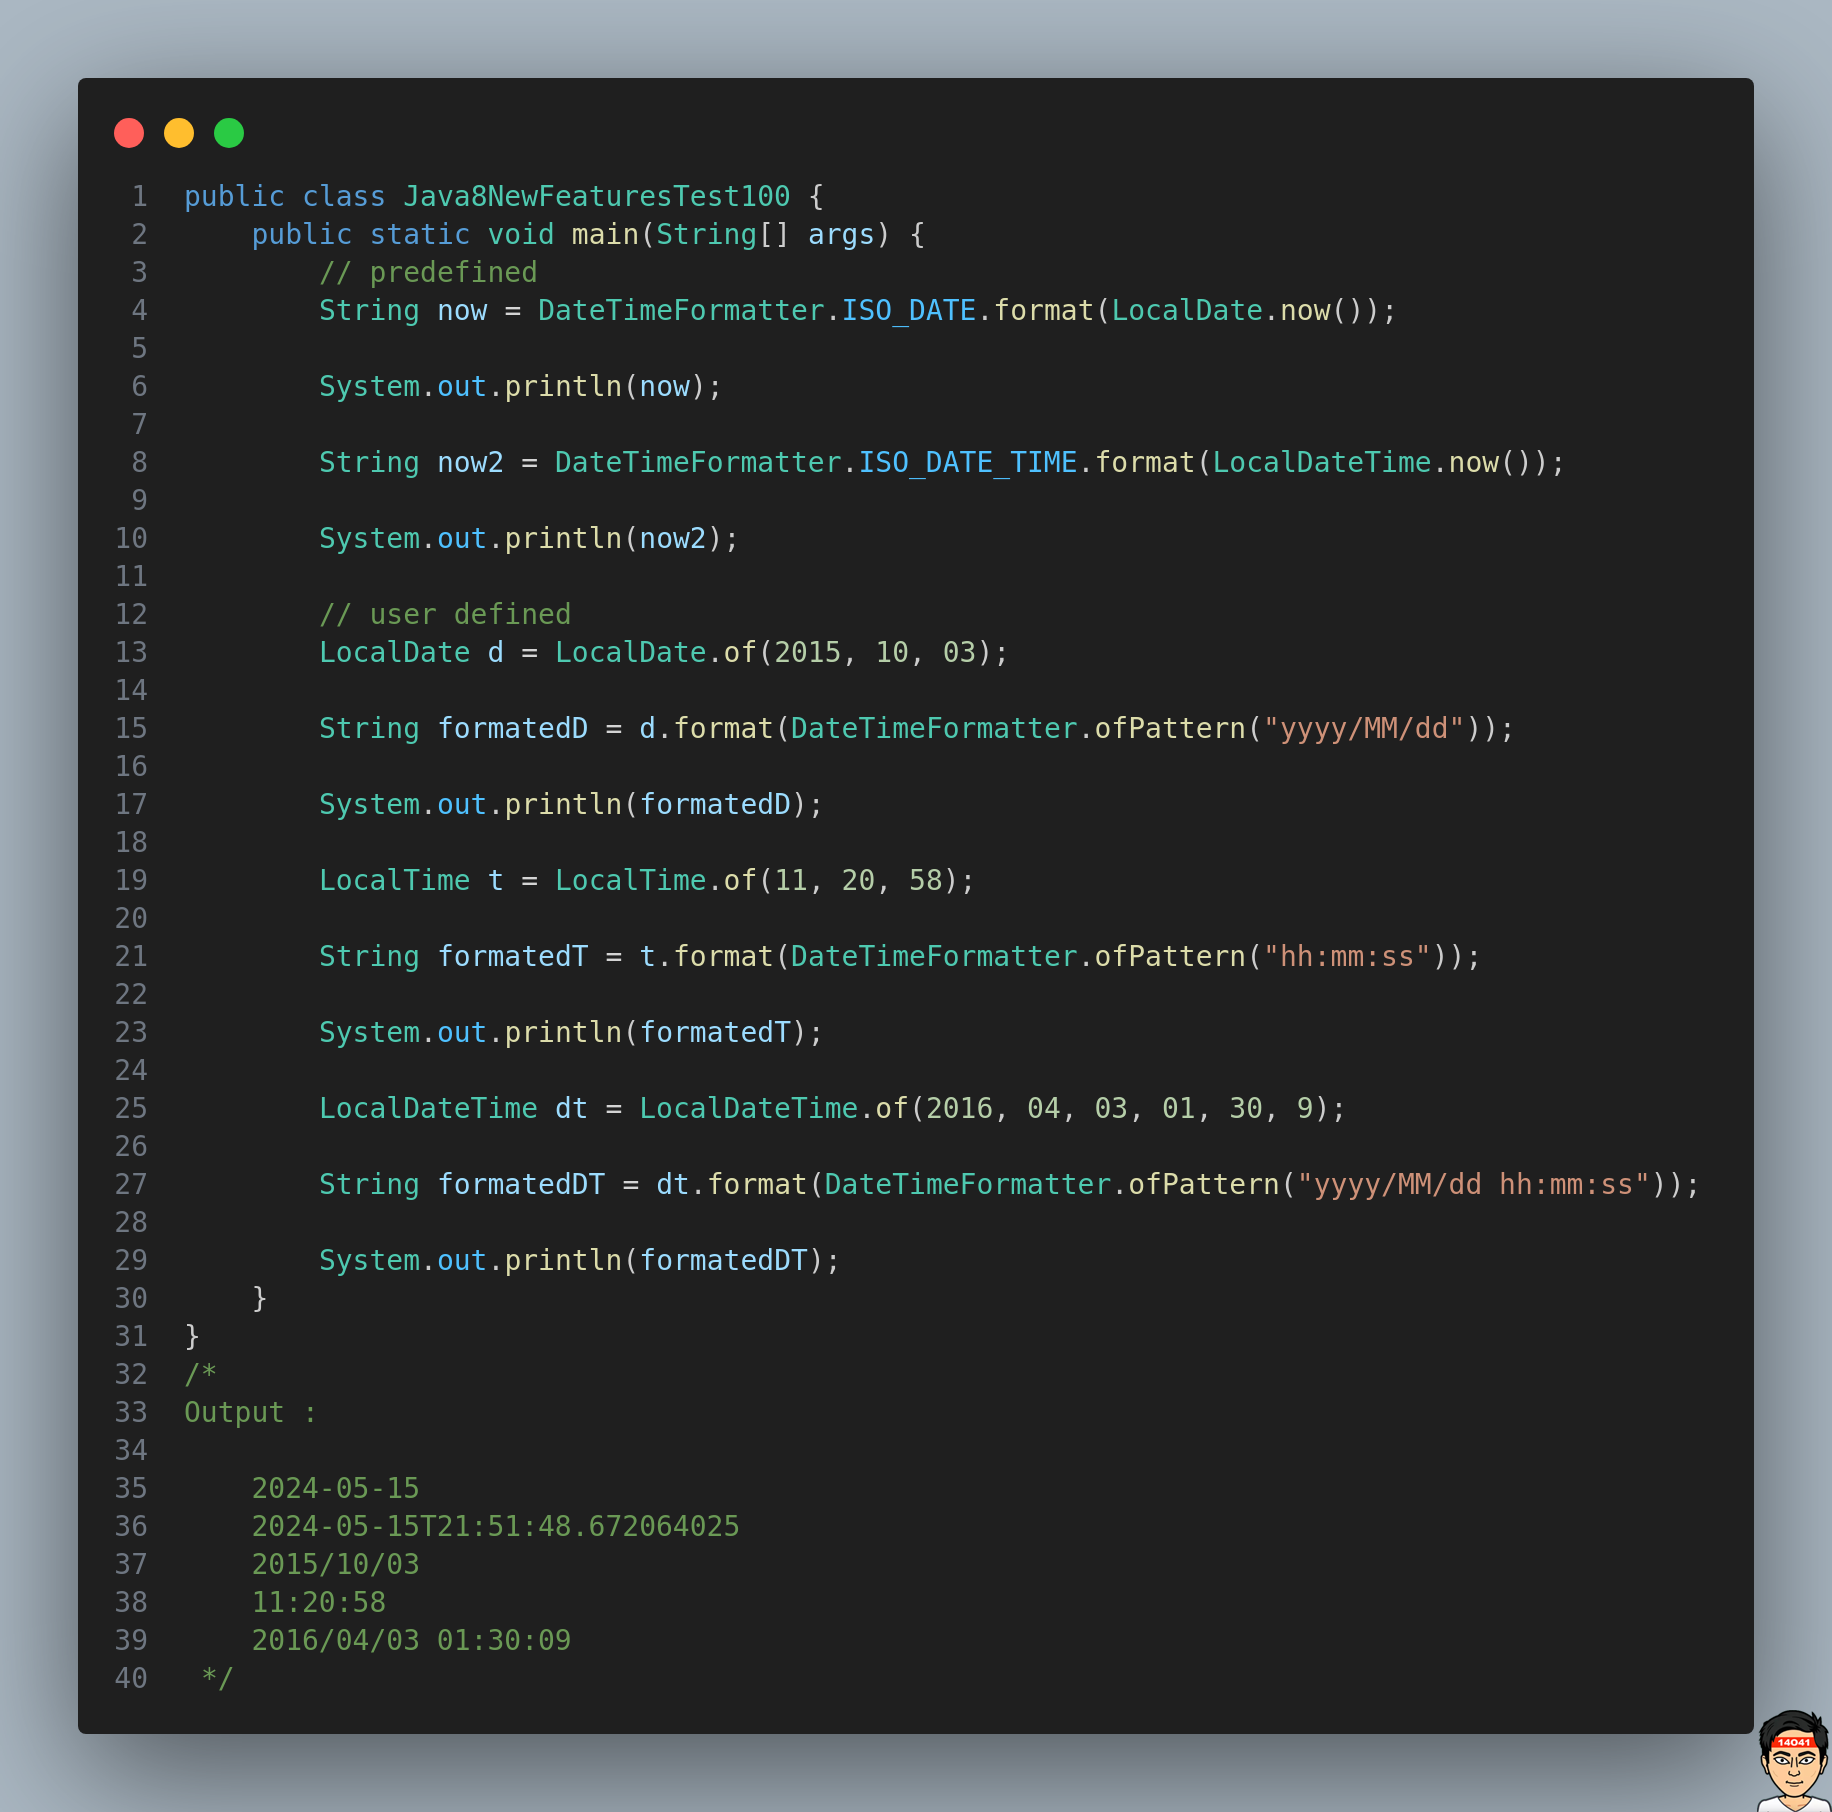 1 public class Java8NewFeaturesTest100 {
2     public static void main(String[] args) {
3         // predefined
4         String now = DateTimeFormatter.ISO_DATE.format(LocalDate.now());
5
6         System.out.println(now);
7
8         String now2 = DateTimeFormatter.ISO_DATE_TIME.format(LocalDateTime.now());
9
10         System.out.println(now2);
11
12         // user defined
13         LocalDate d = LocalDate.of(2015, 10, 03);
14
15         String formatedD = d.format(DateTimeFormatter.ofPattern("yyyy/MM/dd"));
16
17         System.out.println(formatedD);
18
19         LocalTime t = LocalTime.of(11, 20, 58);
20
21         String formatedT = t.format(DateTimeFormatter.ofPattern("hh:mm:ss"));
22
23         System.out.println(formatedT);
24
25         LocalDateTime dt = LocalDateTime.of(2016, 04, 03, 01, 30, 9);
26
27         String formatedDT = dt.format(DateTimeFormatter.ofPattern("yyyy/MM/dd hh:mm:ss"));
28
29         System.out.println(formatedDT);
30     }
31 }
32 /*
33 Output :
34
35     2024-05-15
36     2024-05-15T21:51:48.672064025
37     2015/10/03
38     11:20:58
39     2016/04/03 01:30:09
40  */
14041